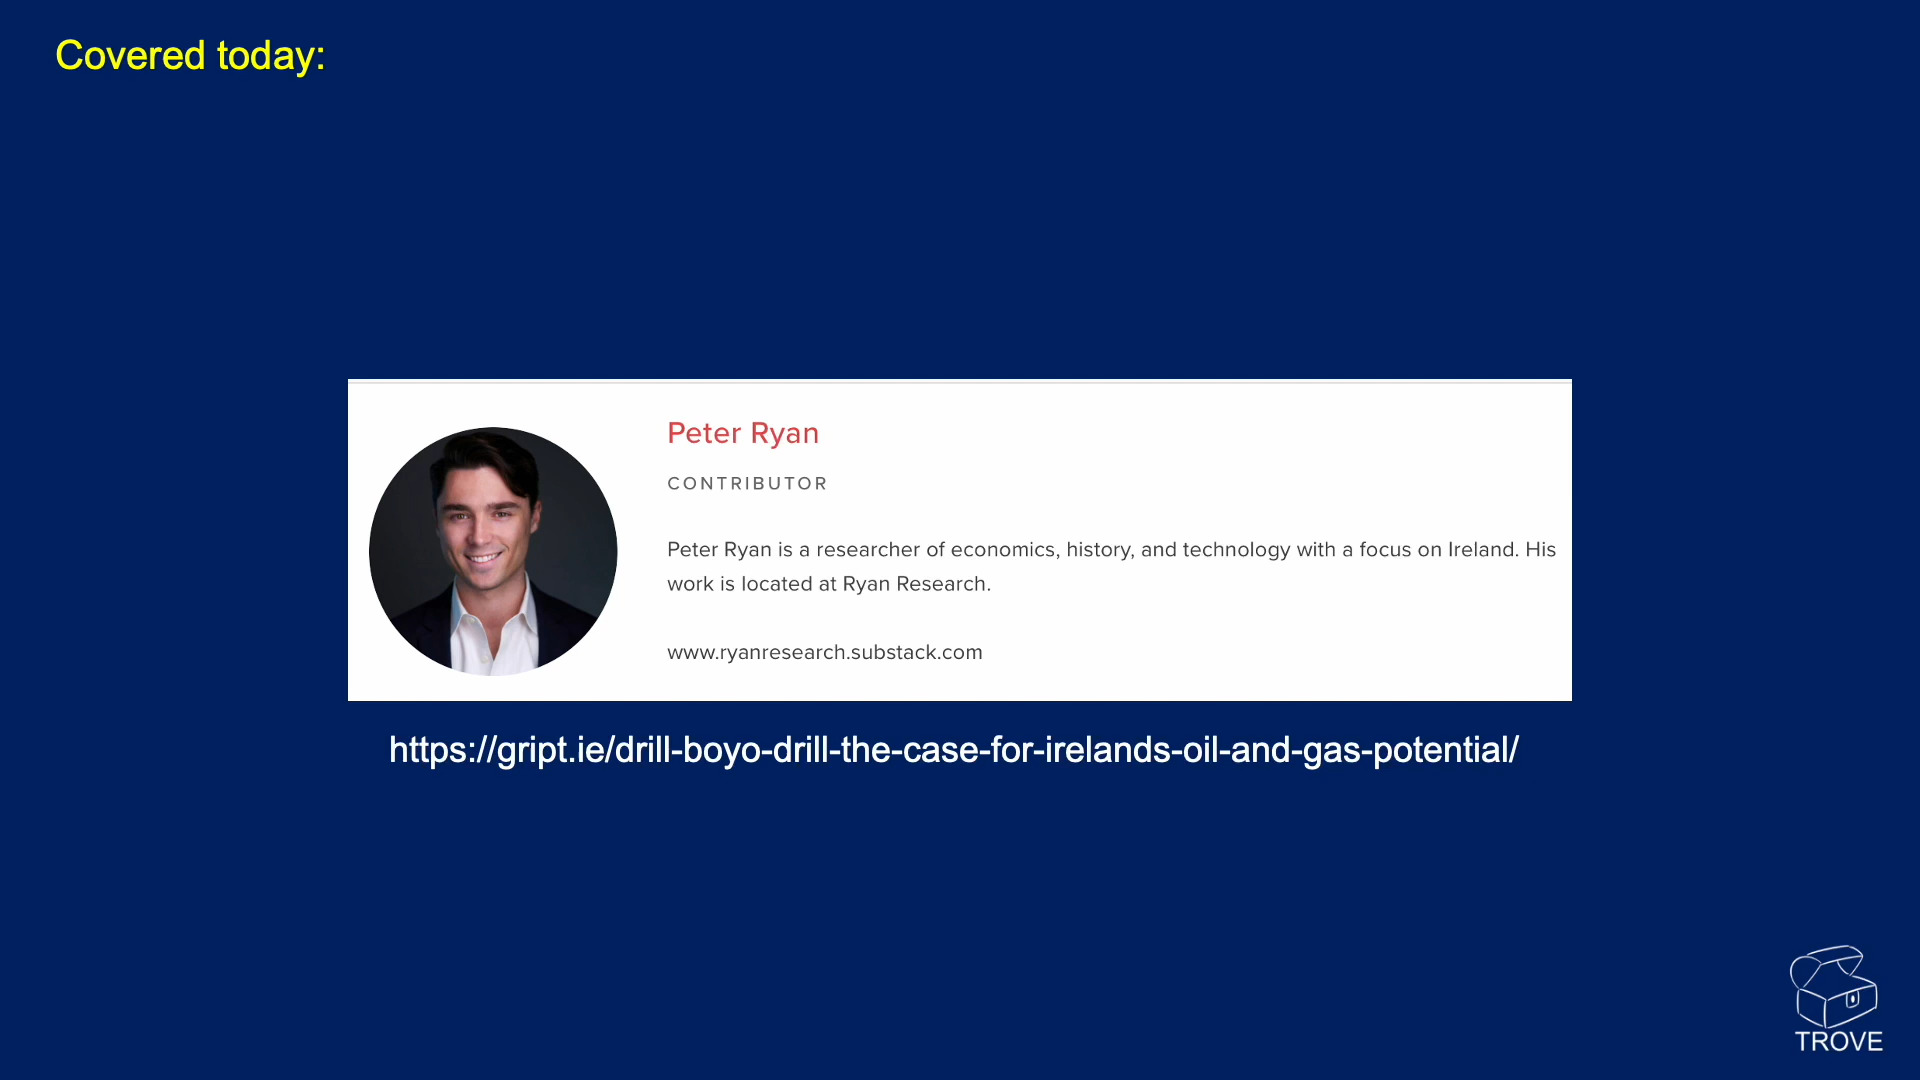 Covered today:
Peter Ryan
CONTRIBUTOR
Peter Ryan is a researcher of economics, history, and technology with a focus on Ireland. His
work is located at Ryan Research.
www.ryanresearch.substack.com
https://gript.ie/drill-boyo-drill-the-case-for-irelands-oil-and-gas-potential/
TROVE